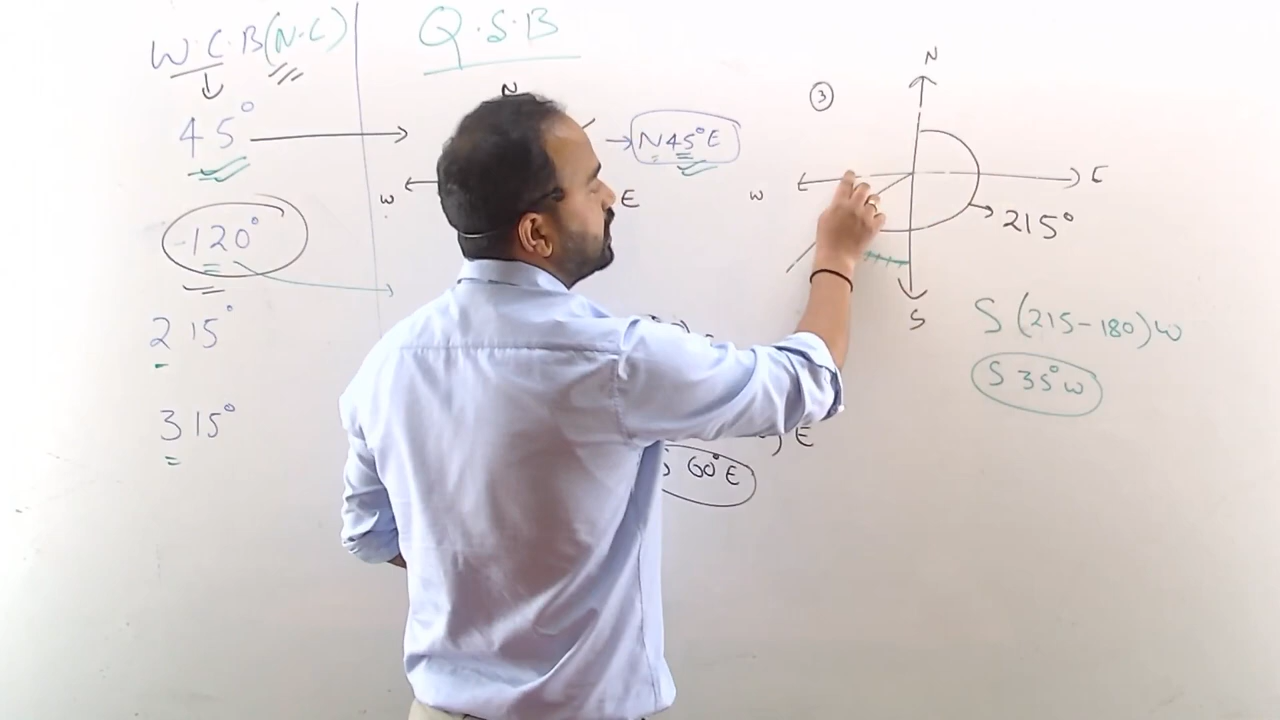 W.C.B(N.C)
45°
120°
215°
315°
Q.S.B
N
W
E
N45°E
E
60°E
3
N
W
E
S
215°
S(215-180)W
S 35° W